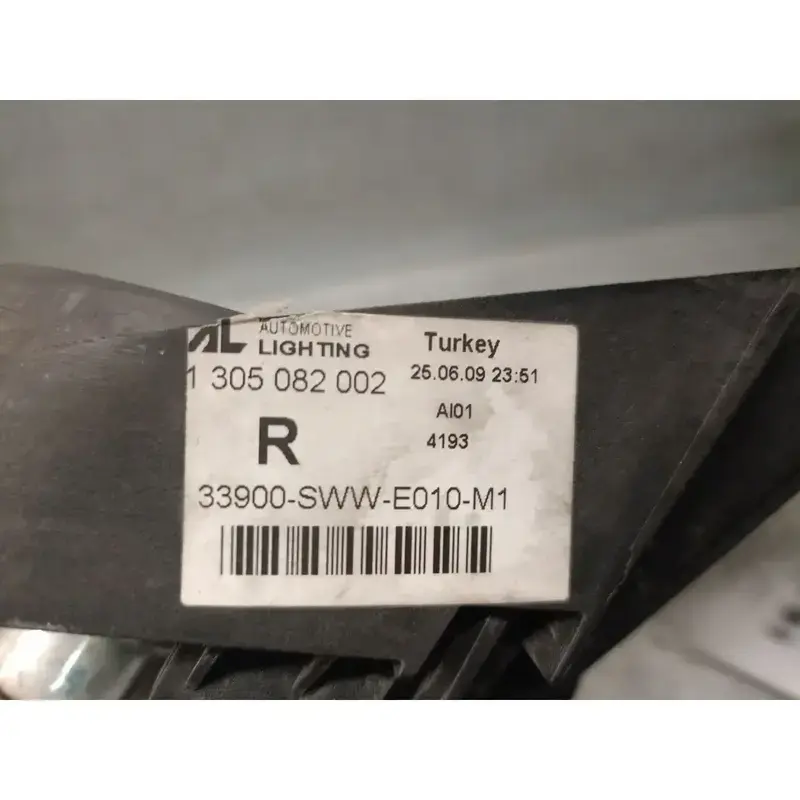 AL AUTOMOTIVE
LIGHTING
Turkey
1 305 082 002
25.06.09 23:51
R
AI01
4193
33900-SWW-E010-M1